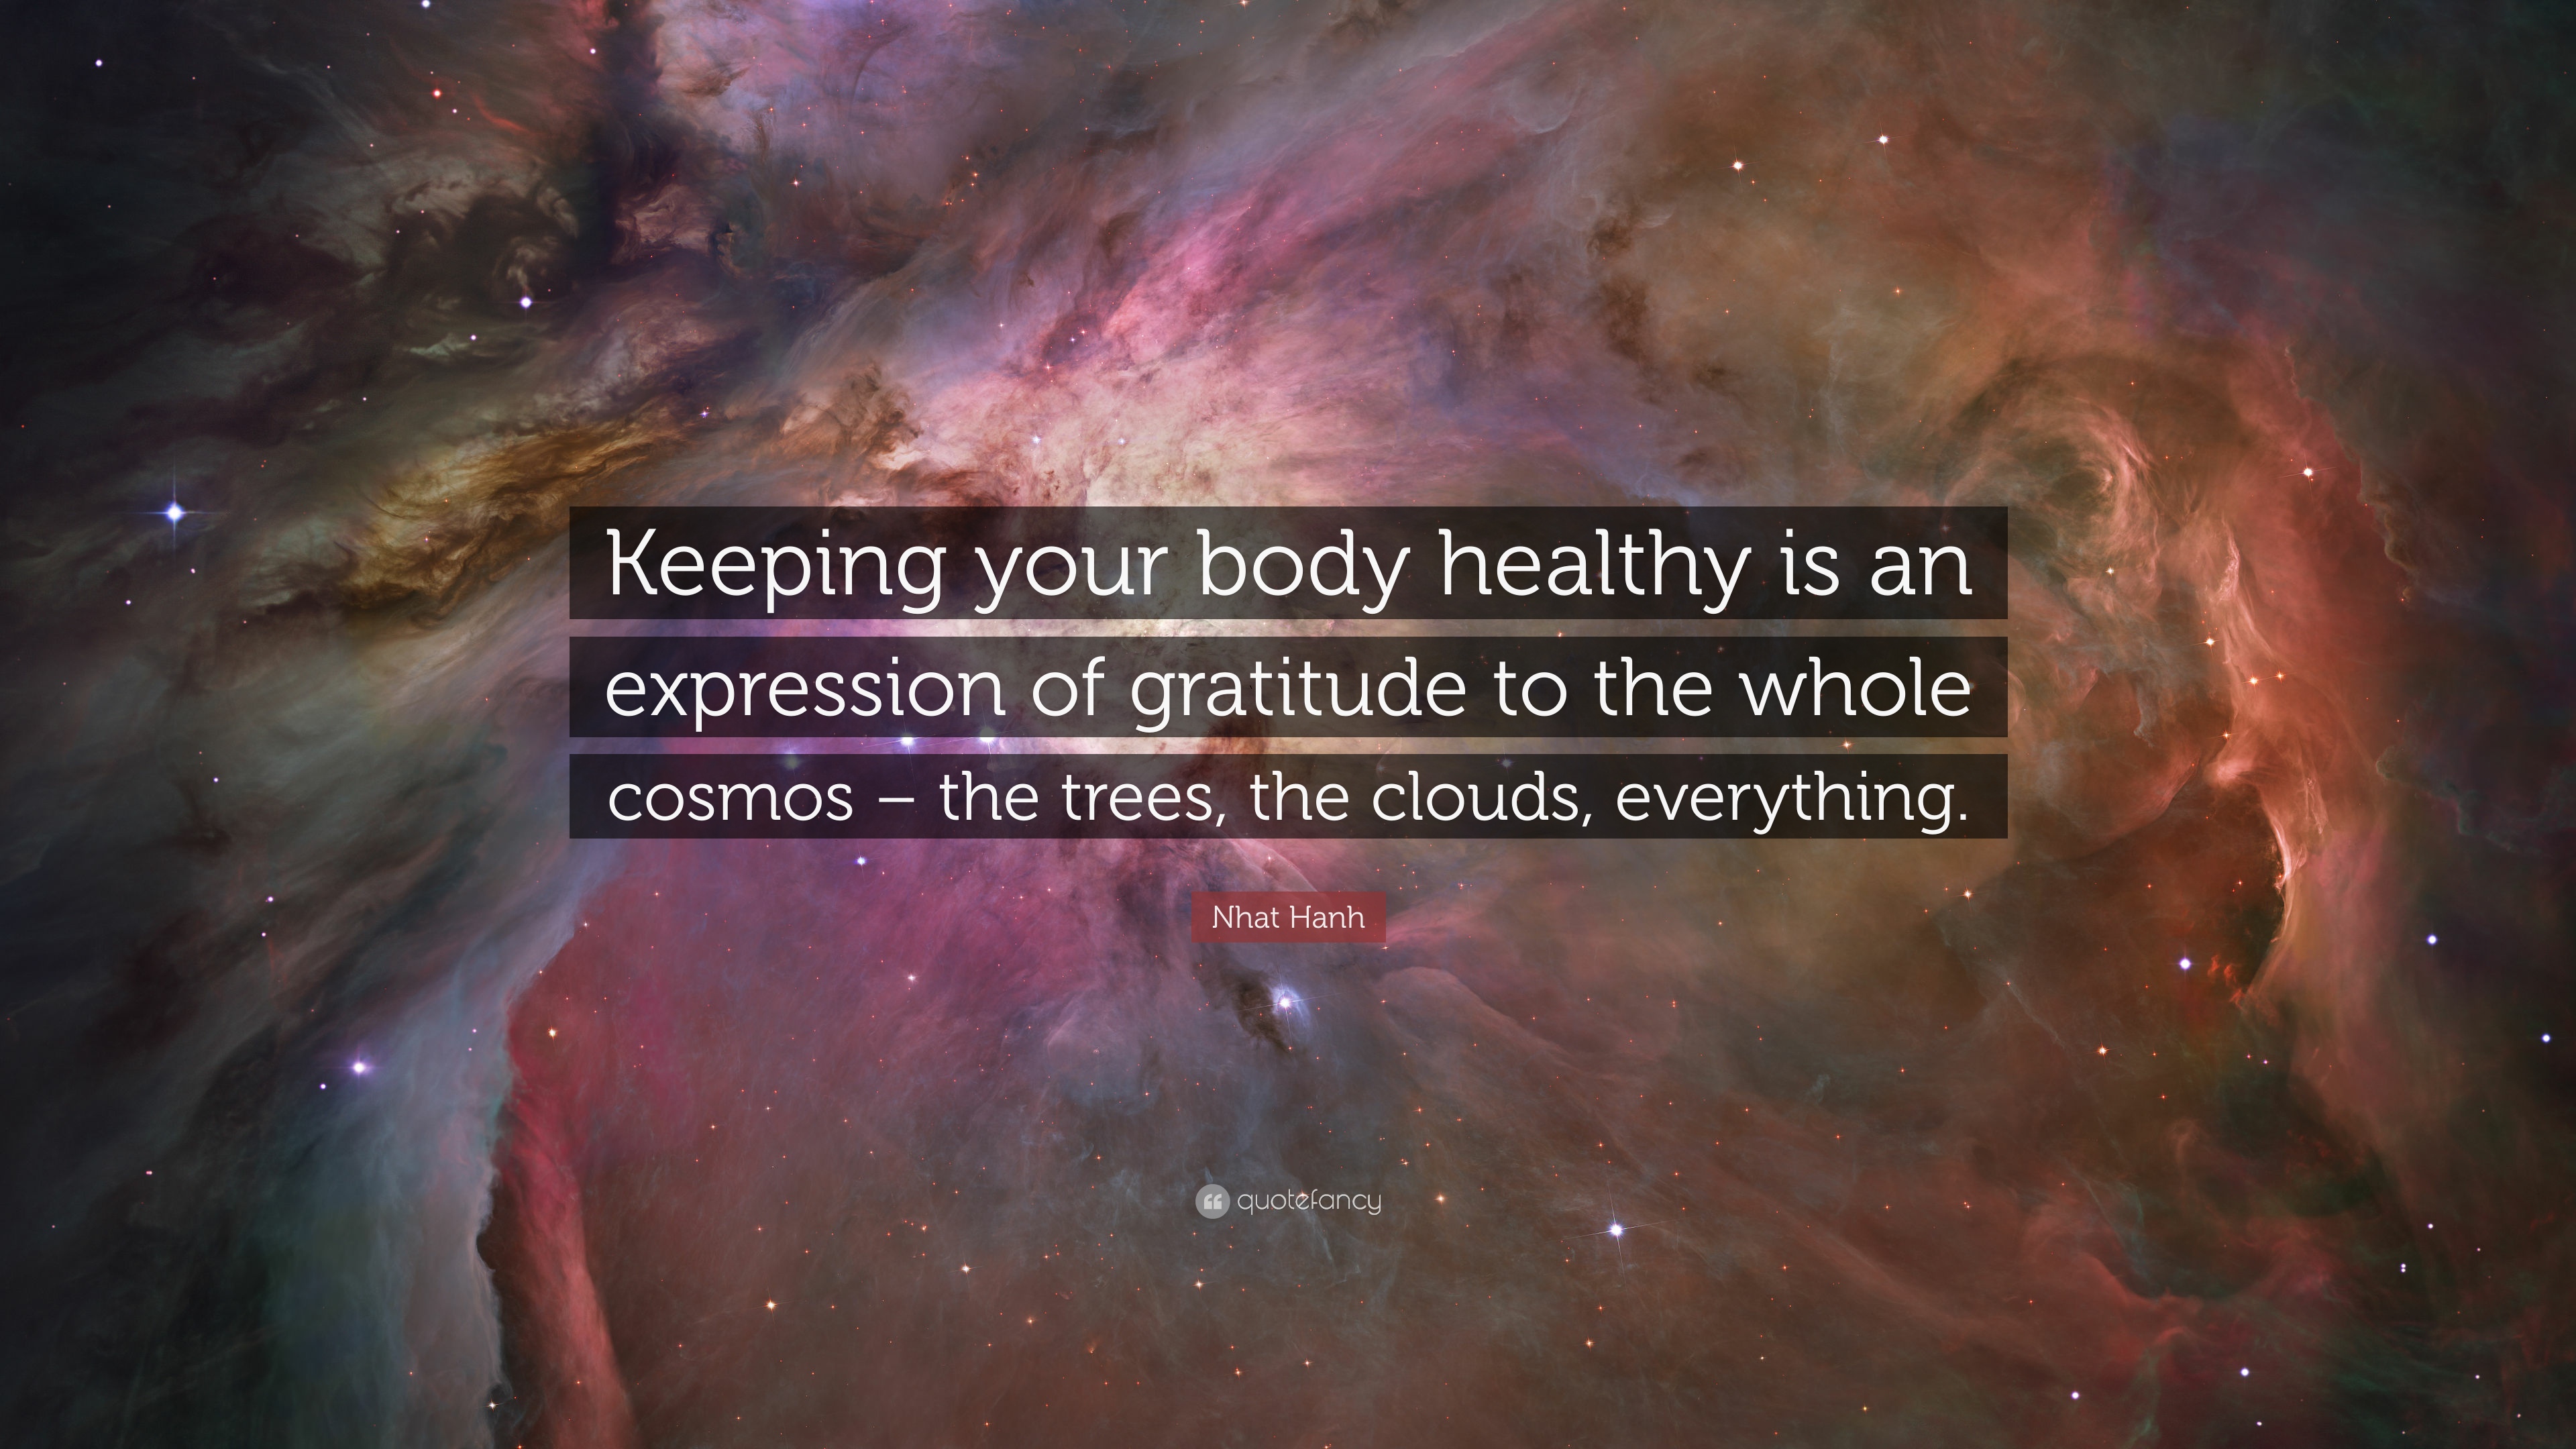 Keeping your body healthy is an
expression of gratitude to the whole
cosmos – the trees, the clouds, everything.
Nhat Hanh
quotefancy